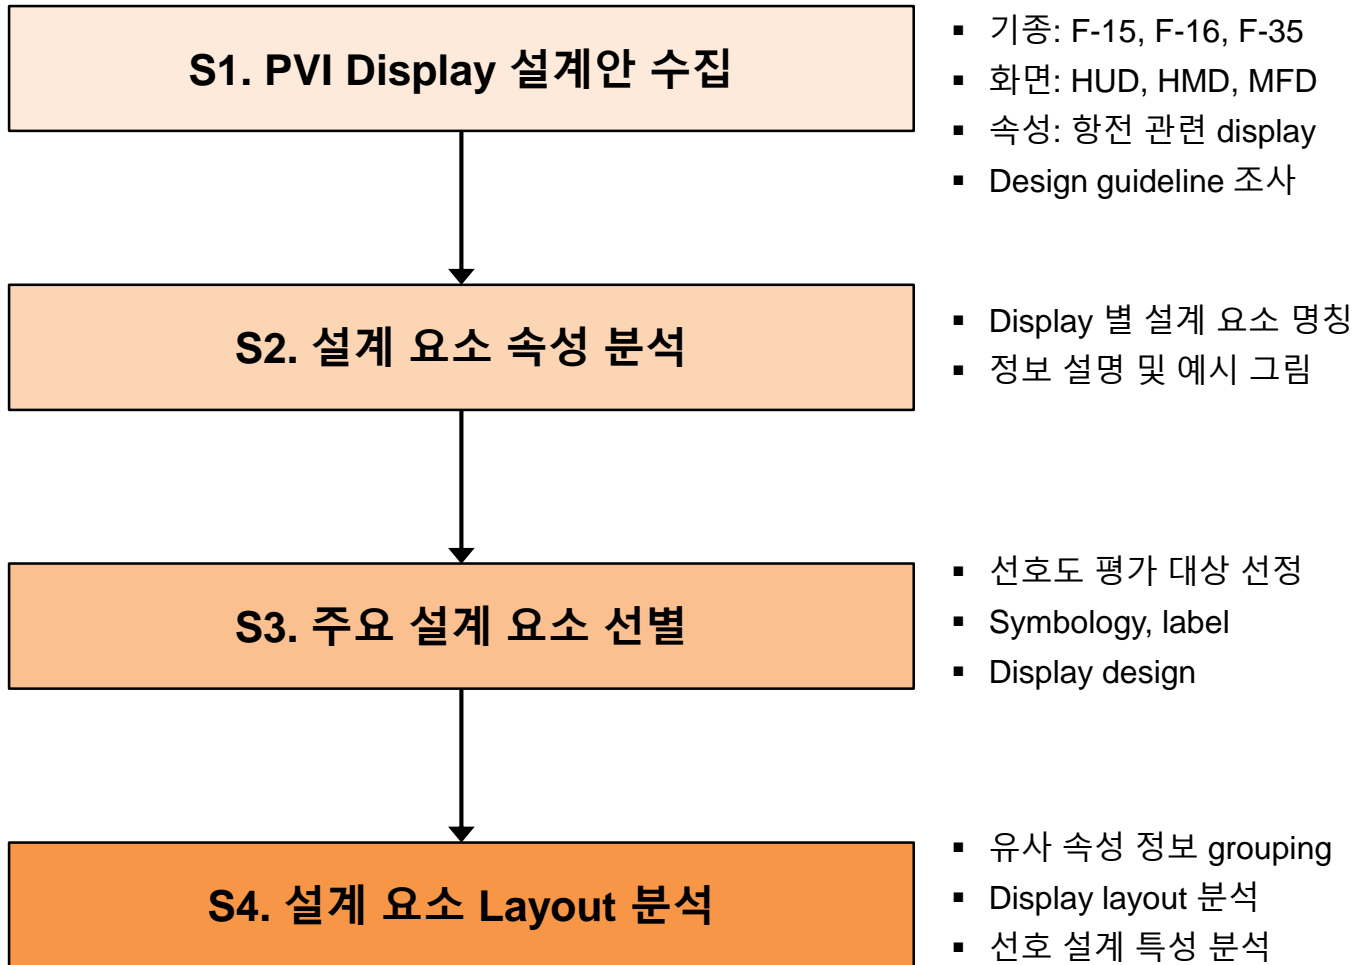 S1. PVI Display 설계안 수집
▪ 기종: F-15, F-16, F-35
▪ 화면: HUD, HMD, MFD
▪ 속성: 항전 관련 display
▪ Design guideline 조사
S2. 설계 요소 속성 분석
▪ Display 별 설계 요소 명칭
▪ 정보 설명 및 예시 그림
S3. 주요 설계 요소 선별
▪ 선호도 평가 대상 선정
▪ Symbology, label
▪ Display design
S4. 설계 요소 Layout 분석
▪ 유사 속성 정보 grouping
▪ Display layout 분석
▪ 선호 설계 특성 분석